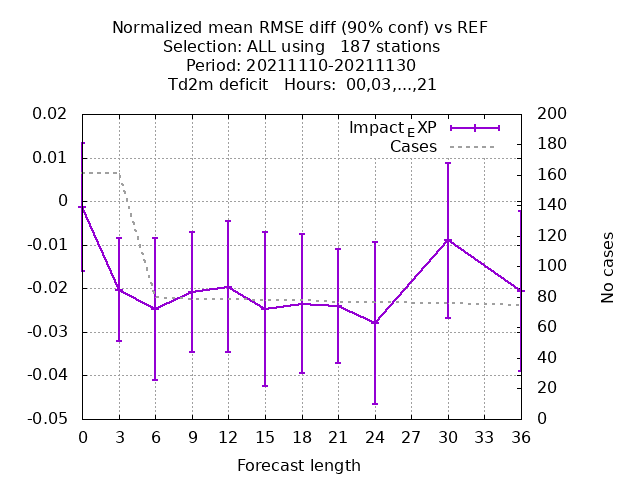 Normalized mean RMSE diff (90% conf) vs REF
Selection: ALL using   187 stations
Period: 20211110-20211130
Td2m deficit   Hours:  00,03,...,21
0.02
0.01
0
-0.01
-0.02
-0.03
-0.04
-0.05
200
180
160
140
120
100
80
60
40
20
0
Impact_EXP
Cases
No cases
0 3 6 9 12 15 18 21 24 27 30 33 36
Forecast length